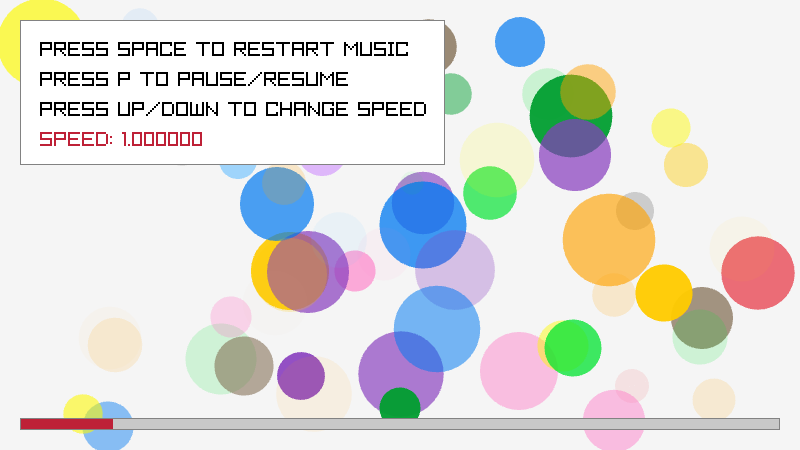 PRESS SPACE TO RESTART MUSIC
PRESS P TO PAUSE/RESUME
PRESS UP/DOWN TO CHANGE SPEED
SPEED: 1.000000